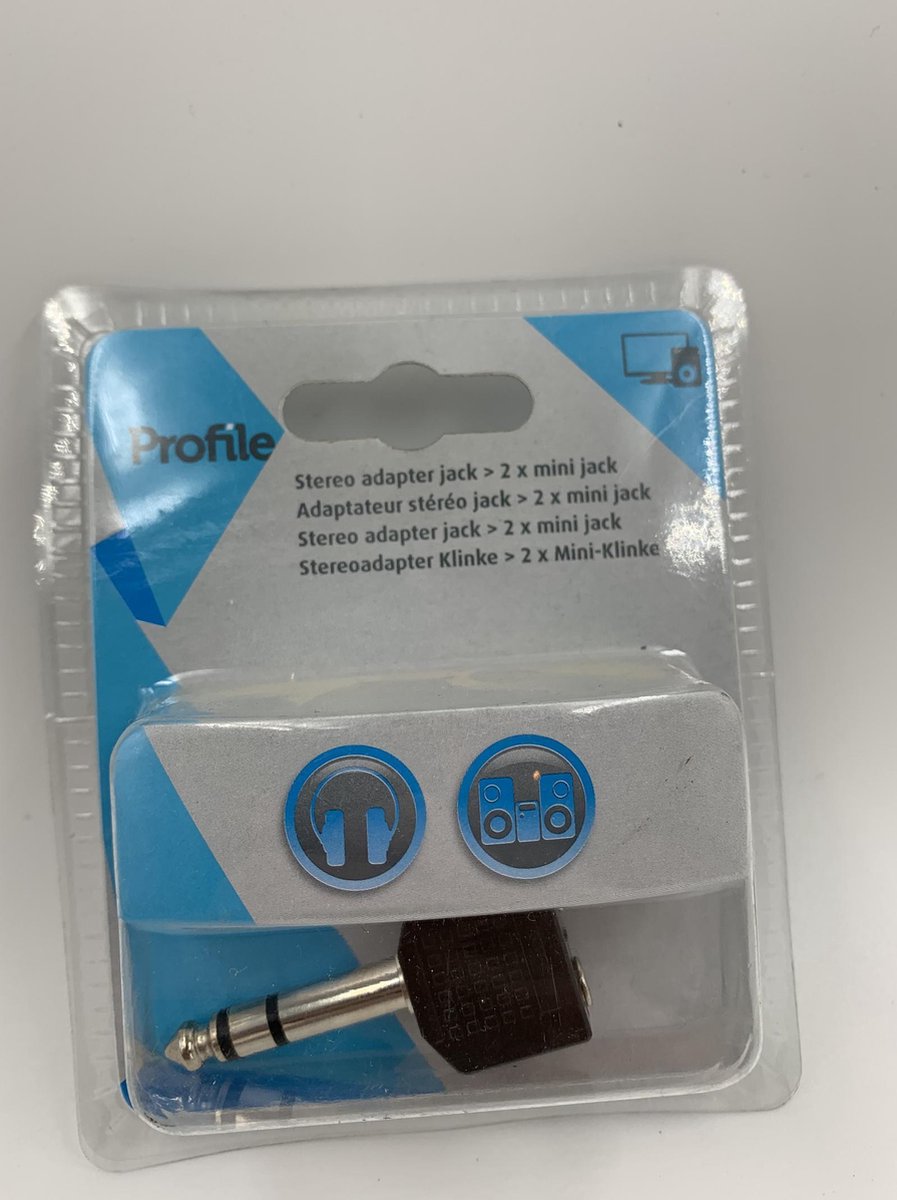 Profile
Stereo adapter jack > 2 x mini jack
Adaptateur stéréo jack > 2 x mini jack
Stereo adapter jack > 2 x mini jack
Stereoadapter Klinke > 2 x Mini-Klinke